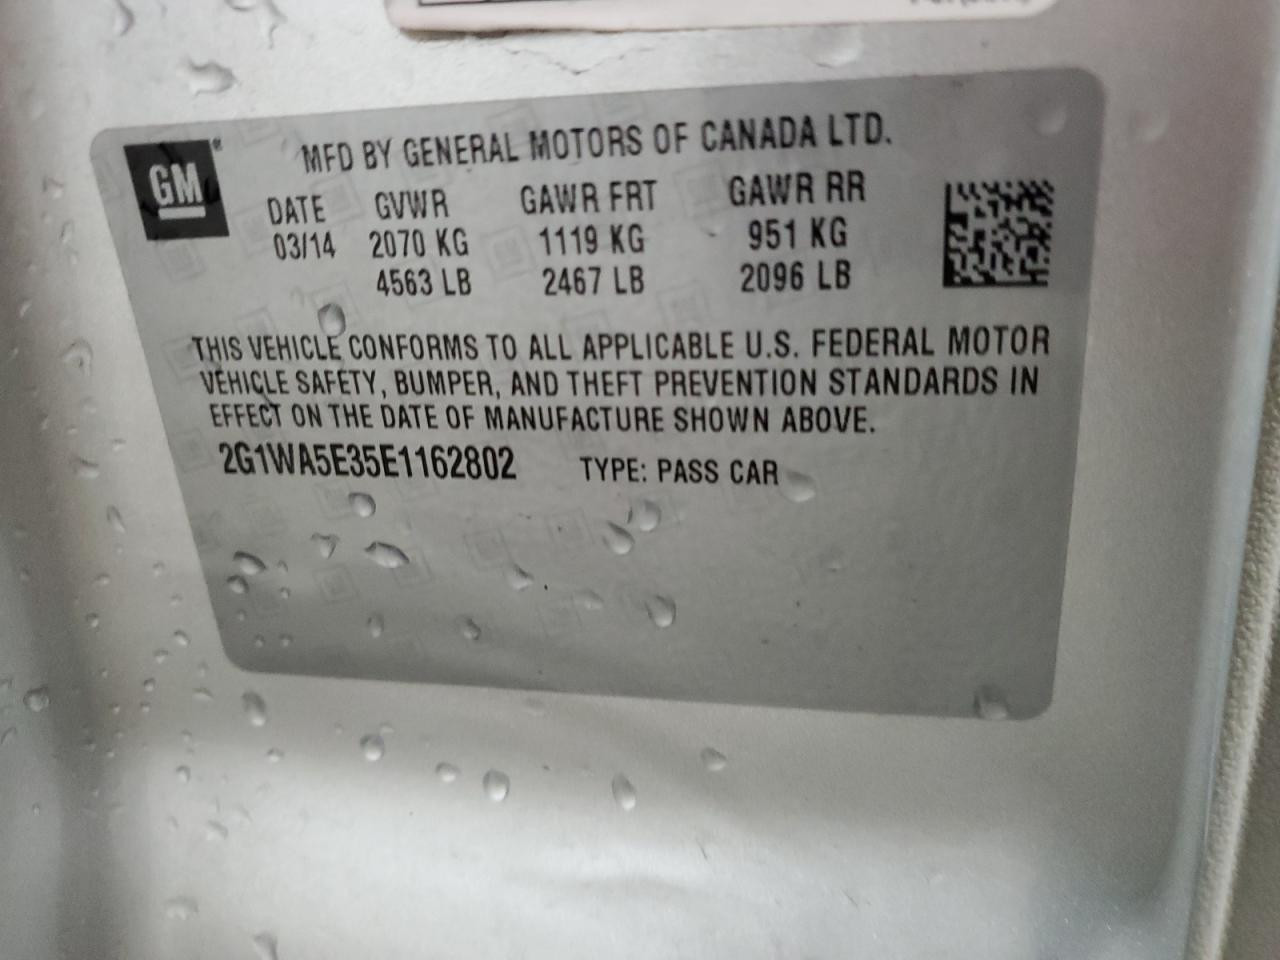 GM
MFD BY GENERAL MOTORS OF CANADA LTD.
DATE GVWR GAWR FRT GAWR RR
03/14 2070 KG 1119 KG 951 KG
4563 LB 2467 LB 2096 LB
THIS VEHICLE CONFORMS TO ALL APPLICABLE U.S. FEDERAL MOTOR
VEHICLE SAFETY, BUMPER, AND THEFT PREVENTION STANDARDS IN
EFFECT ON THE DATE OF MANUFACTURE SHOWN ABOVE.
2G1WA5E35E1162802 TYPE: PASS CAR